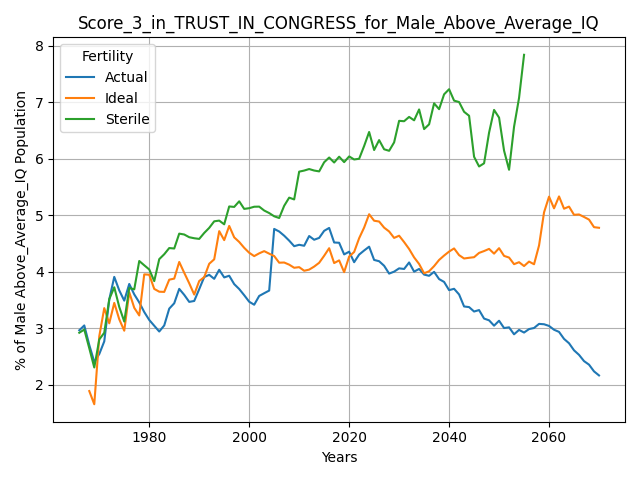 Score_3_in_TRUST_IN_CONGRESS_for_Male_Above_Average_IQ
% of Male Above_Average_IQ Population
8
7
6
5
4
3
2
Fertility
Actual
Ideal
Sterile
1980
2000
2020
2040
2060
Years